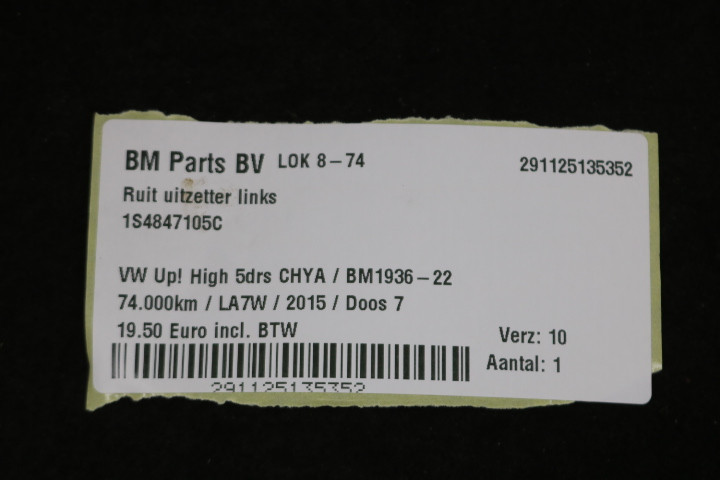 BM Parts BV LOK 8-74 291125135352
Ruit uitzetter links
1S4847105C
VW Up! High 5drs CHYA / BM1936-22
74.000km / LA7W / 2015 / Doos 7
19.50 Euro incl. BTW
Verz: 10
Aantal: 1
291125135352